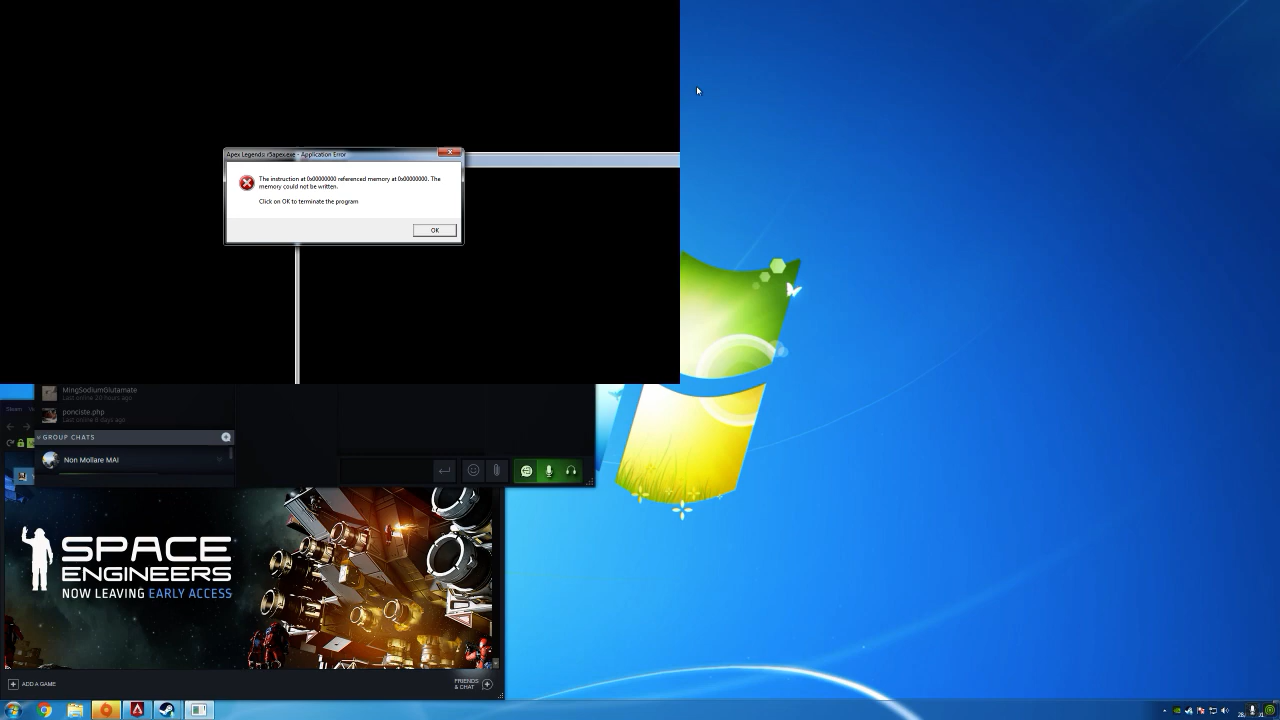 Apex Legends: r5apex.exe - Application Error
The instruction at 0x00000000 referenced memory at 0x00000000. The
memory could not be written.
Click on OK to terminate the program
OK
MingSodiumGlutamate
Last online 20 hours ago
ponciste.php
Last online 6 days ago
Steam
GROUP CHATS
Non Mollare MAI
SPACE
ENGINEERS
NOW LEAVING EARLY ACCESS
ADD A GAME
FRIENDS
& CHAT